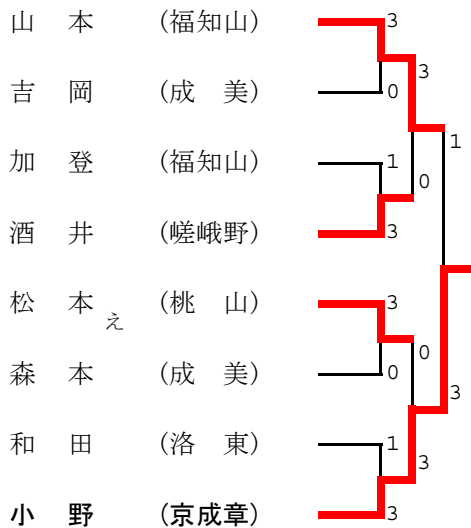 山　本　(福知山)　3
3
吉　岡　(成　美)　0
1
加　登　(福知山)　1
0
酒　井　(嵯峨野)　3
松　本え　(桃　山)　3
0
森　本　(成　美)　0
3
和　田　(洛　東)　1
3
小　野　(京成章)　3